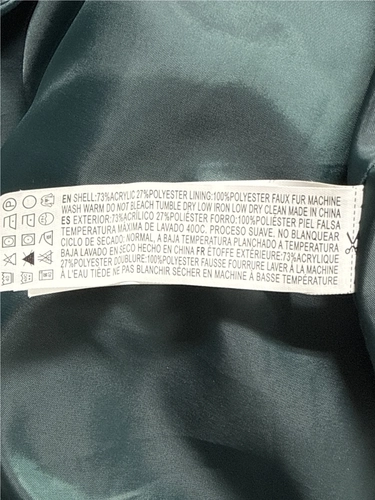 EN SHELL:73%ACRYLIC 27%POLYESTER LINING:100%POLYESTER FAUX FUR MACHINE
WASH WARM DO NOT BLEACH TUMBLE DRY LOW IRON LOW DRY CLEAN MADE IN CHINA
ES EXTERIOR:73%ACRÍLICO 27%POLIÉSTER FORRO:100%POLIÉSTER PIEL FALSA
TEMPERATURA MAXIMA DE LAVADO 40OC. PROCESO SUAVE. NO BLANQUEAR
CICLO DE SECADO: NORMAL, A BAJA TEMPERATURA PLANCHADO A TEMPERATURA
BAJA LAVADO EN.SECO HECHO EN CHINA FR ÉTOFFE EXTÉRIEURE:73%ACRYLIQUE
27%POLYESTER DOUBLURE:100%POLYESTER FAUSSE FOURRURE LAVER À LA MACHINE
À L'EAU TIÈDE NE PAS BLANCHIR SÉCHER EN MACHINE À BASSE TEMPÉRATURE